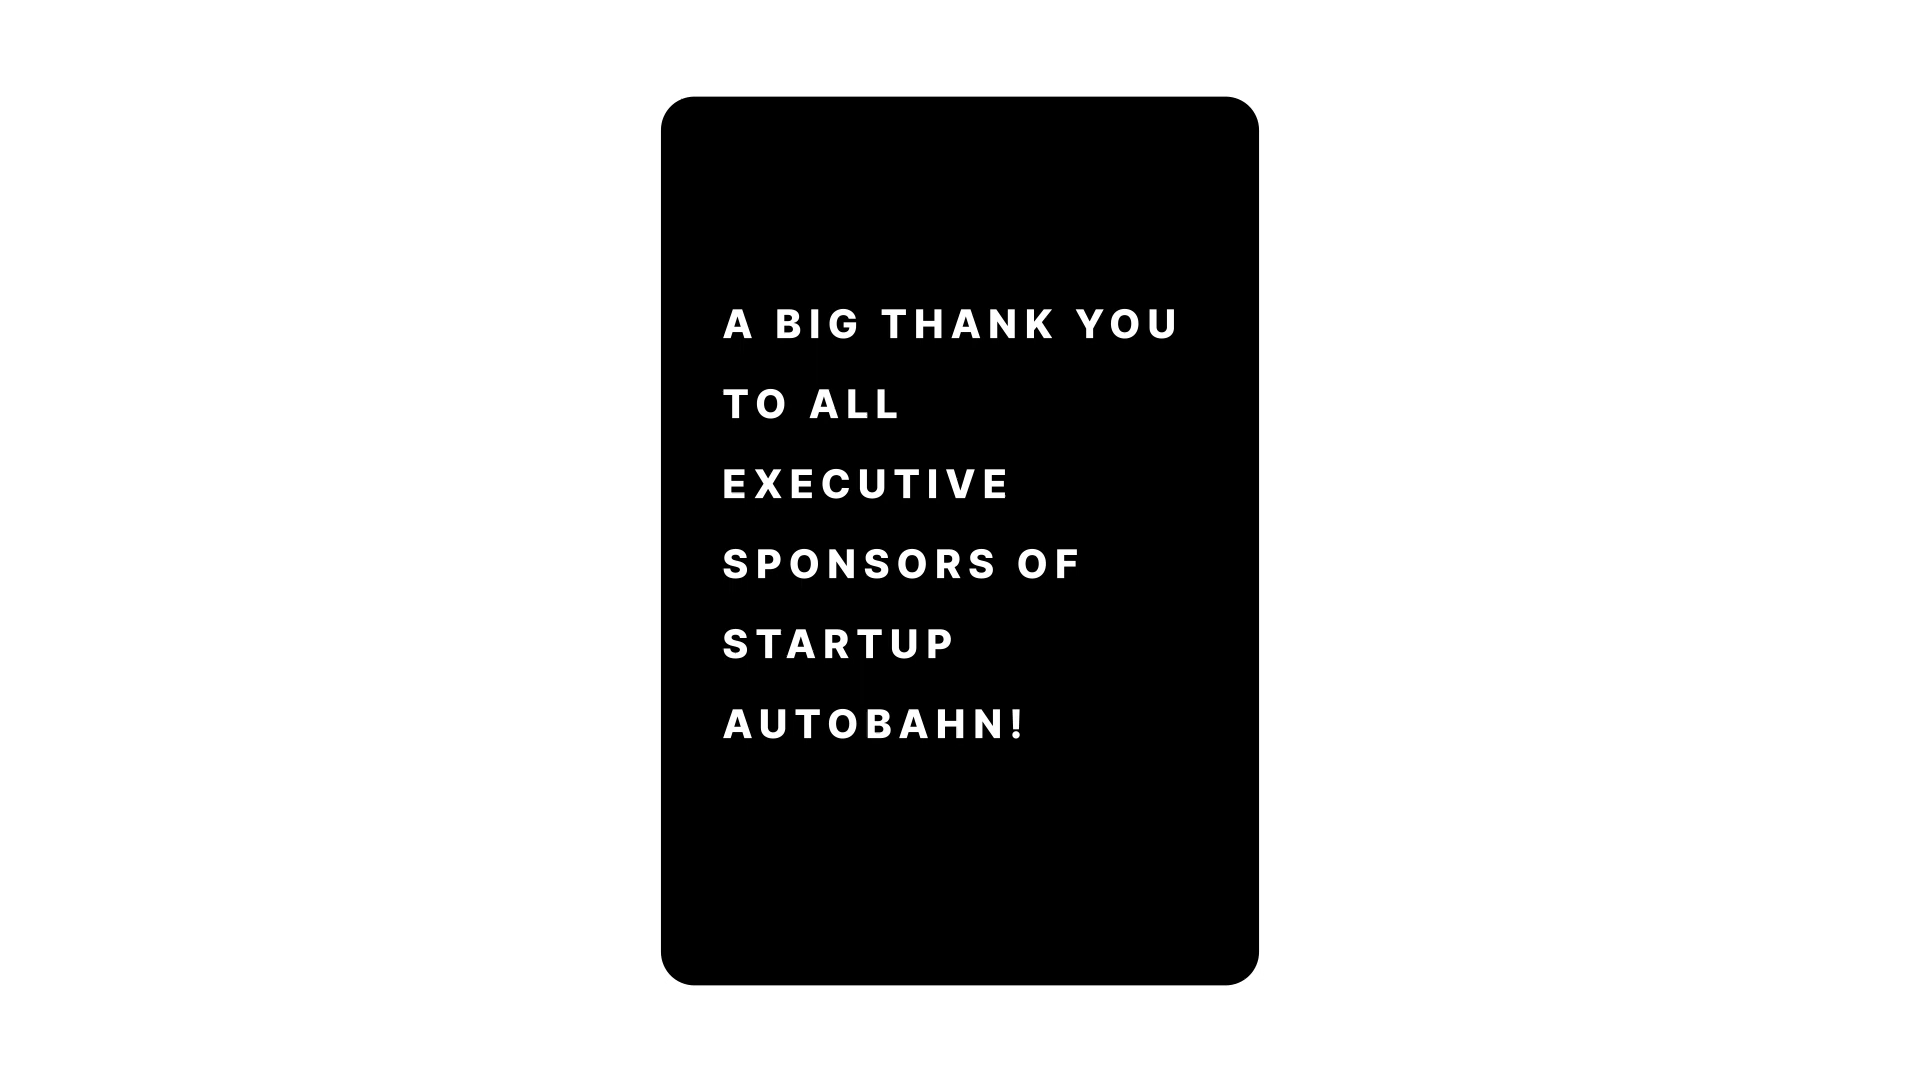 A BIG THANK YOU
TO ALL
EXECUTIVE
SPONSORS OF
STARTUP
AUTOBAHN!